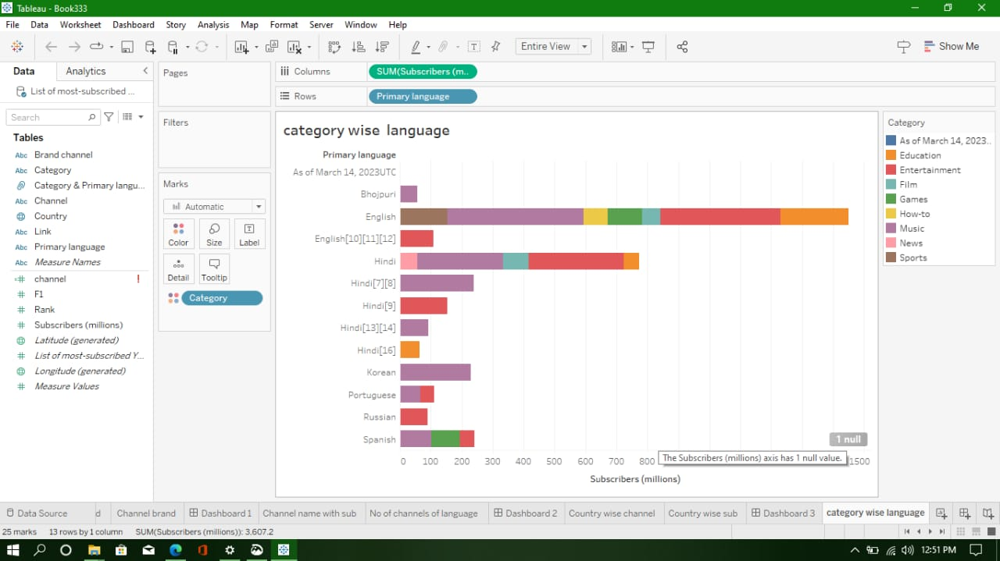 Tableau - Book333
File Data Worksheet Dashboard Story Analysis Map Format Server Window Help
Entire View
Show Me
Data Analytics
List of most-subscribed ...
Search
Tables
Abc Brand channel
Abc Category
Category & Primary langu...
Abc Channel
Country
Abc Link
Abc Primary language
Abc Measure Names
channel !
F1
Rank
Subscribers (millions)
Latitude (generated)
List of most-subscribed Y...
Longitude (generated)
Measure Values
Pages
Filters
Marks
Automatic
Color Size Label
Detail Tooltip
Category
Columns SUM(Subscribers (m..
Rows Primary language
category wise language
Primary language
As of March 14, 2023UTC
Bhojpuri
English
English[10][11][12]
Hindi
Hindi[7][8]
Hindi[9]
Hindi[13][14]
Hindi[16]
Korean
Portuguese
Russian
Spanish
1 null
0 100 200 300 400 500 600 700 800 1500
The Subscribers (millions) axis has 1 null value.
Subscribers (millions)
Category
As of March 14, 2023..
Education
Entertainment
Film
Games
How-to
Music
News
Sports
Data Source d Channel brand Dashboard 1 Channel name with sub No of channels of language Dashboard 2 Country wise channel Country wise sub Dashboard 3 category wise language
25 marks 13 rows by 1 column SUM(Subscribers (millions)): 3,607.2
12:51 PM